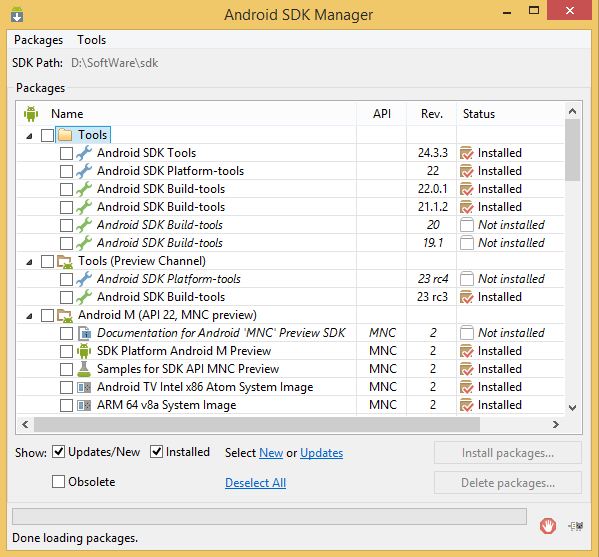 Android SDK Manager
Packages Tools
SDK Path: D:\SoftWare\sdk
Packages
Name API Rev. Status
Tools
Android SDK Tools 24.3.3 Installed
Android SDK Platform-tools 22 Installed
Android SDK Build-tools 22.0.1 Installed
Android SDK Build-tools 21.1.2 Installed
Android SDK Build-tools 20 Not installed
Android SDK Build-tools 19.1 Not installed
Tools (Preview Channel)
Android SDK Platform-tools 23 rc4 Not installed
Android SDK Build-tools 23 rc3 Installed
Android M (API 22, MNC preview)
Documentation for Android 'MNC' Preview SDK MNC 2 Not installed
SDK Platform Android M Preview MNC 2 Installed
Samples for SDK API MNC Preview MNC 2 Installed
Android TV Intel x86 Atom System Image MNC 2 Installed
ARM 64 v8a System Image MNC 2 Installed
Show: Updates/New Installed Select New or Updates Install packages...
Obsolete Deselect All Delete packages...
Done loading packages.